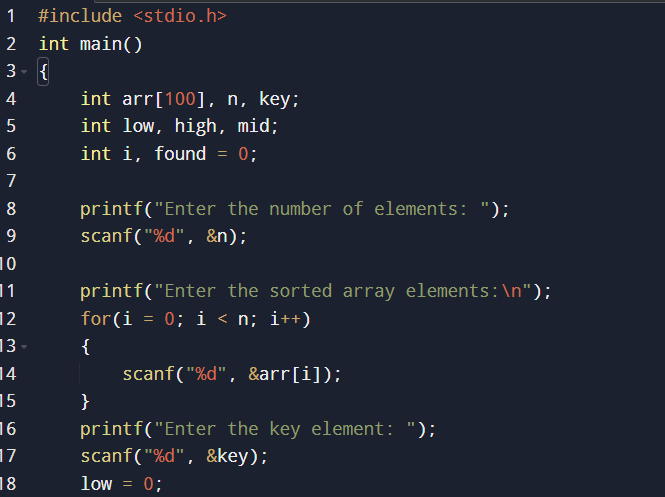 1 #include <stdio.h>
2 int main()
3 {
4     int arr[100], n, key;
5     int low, high, mid;
6     int i, found = 0;
7
8     printf("Enter the number of elements: ");
9     scanf("%d", &n);
10
11     printf("Enter the sorted array elements:\n");
12     for(i = 0; i < n; i++)
13     {
14         scanf("%d", &arr[i]);
15     }
16     printf("Enter the key element: ");
17     scanf("%d", &key);
18     low = 0;